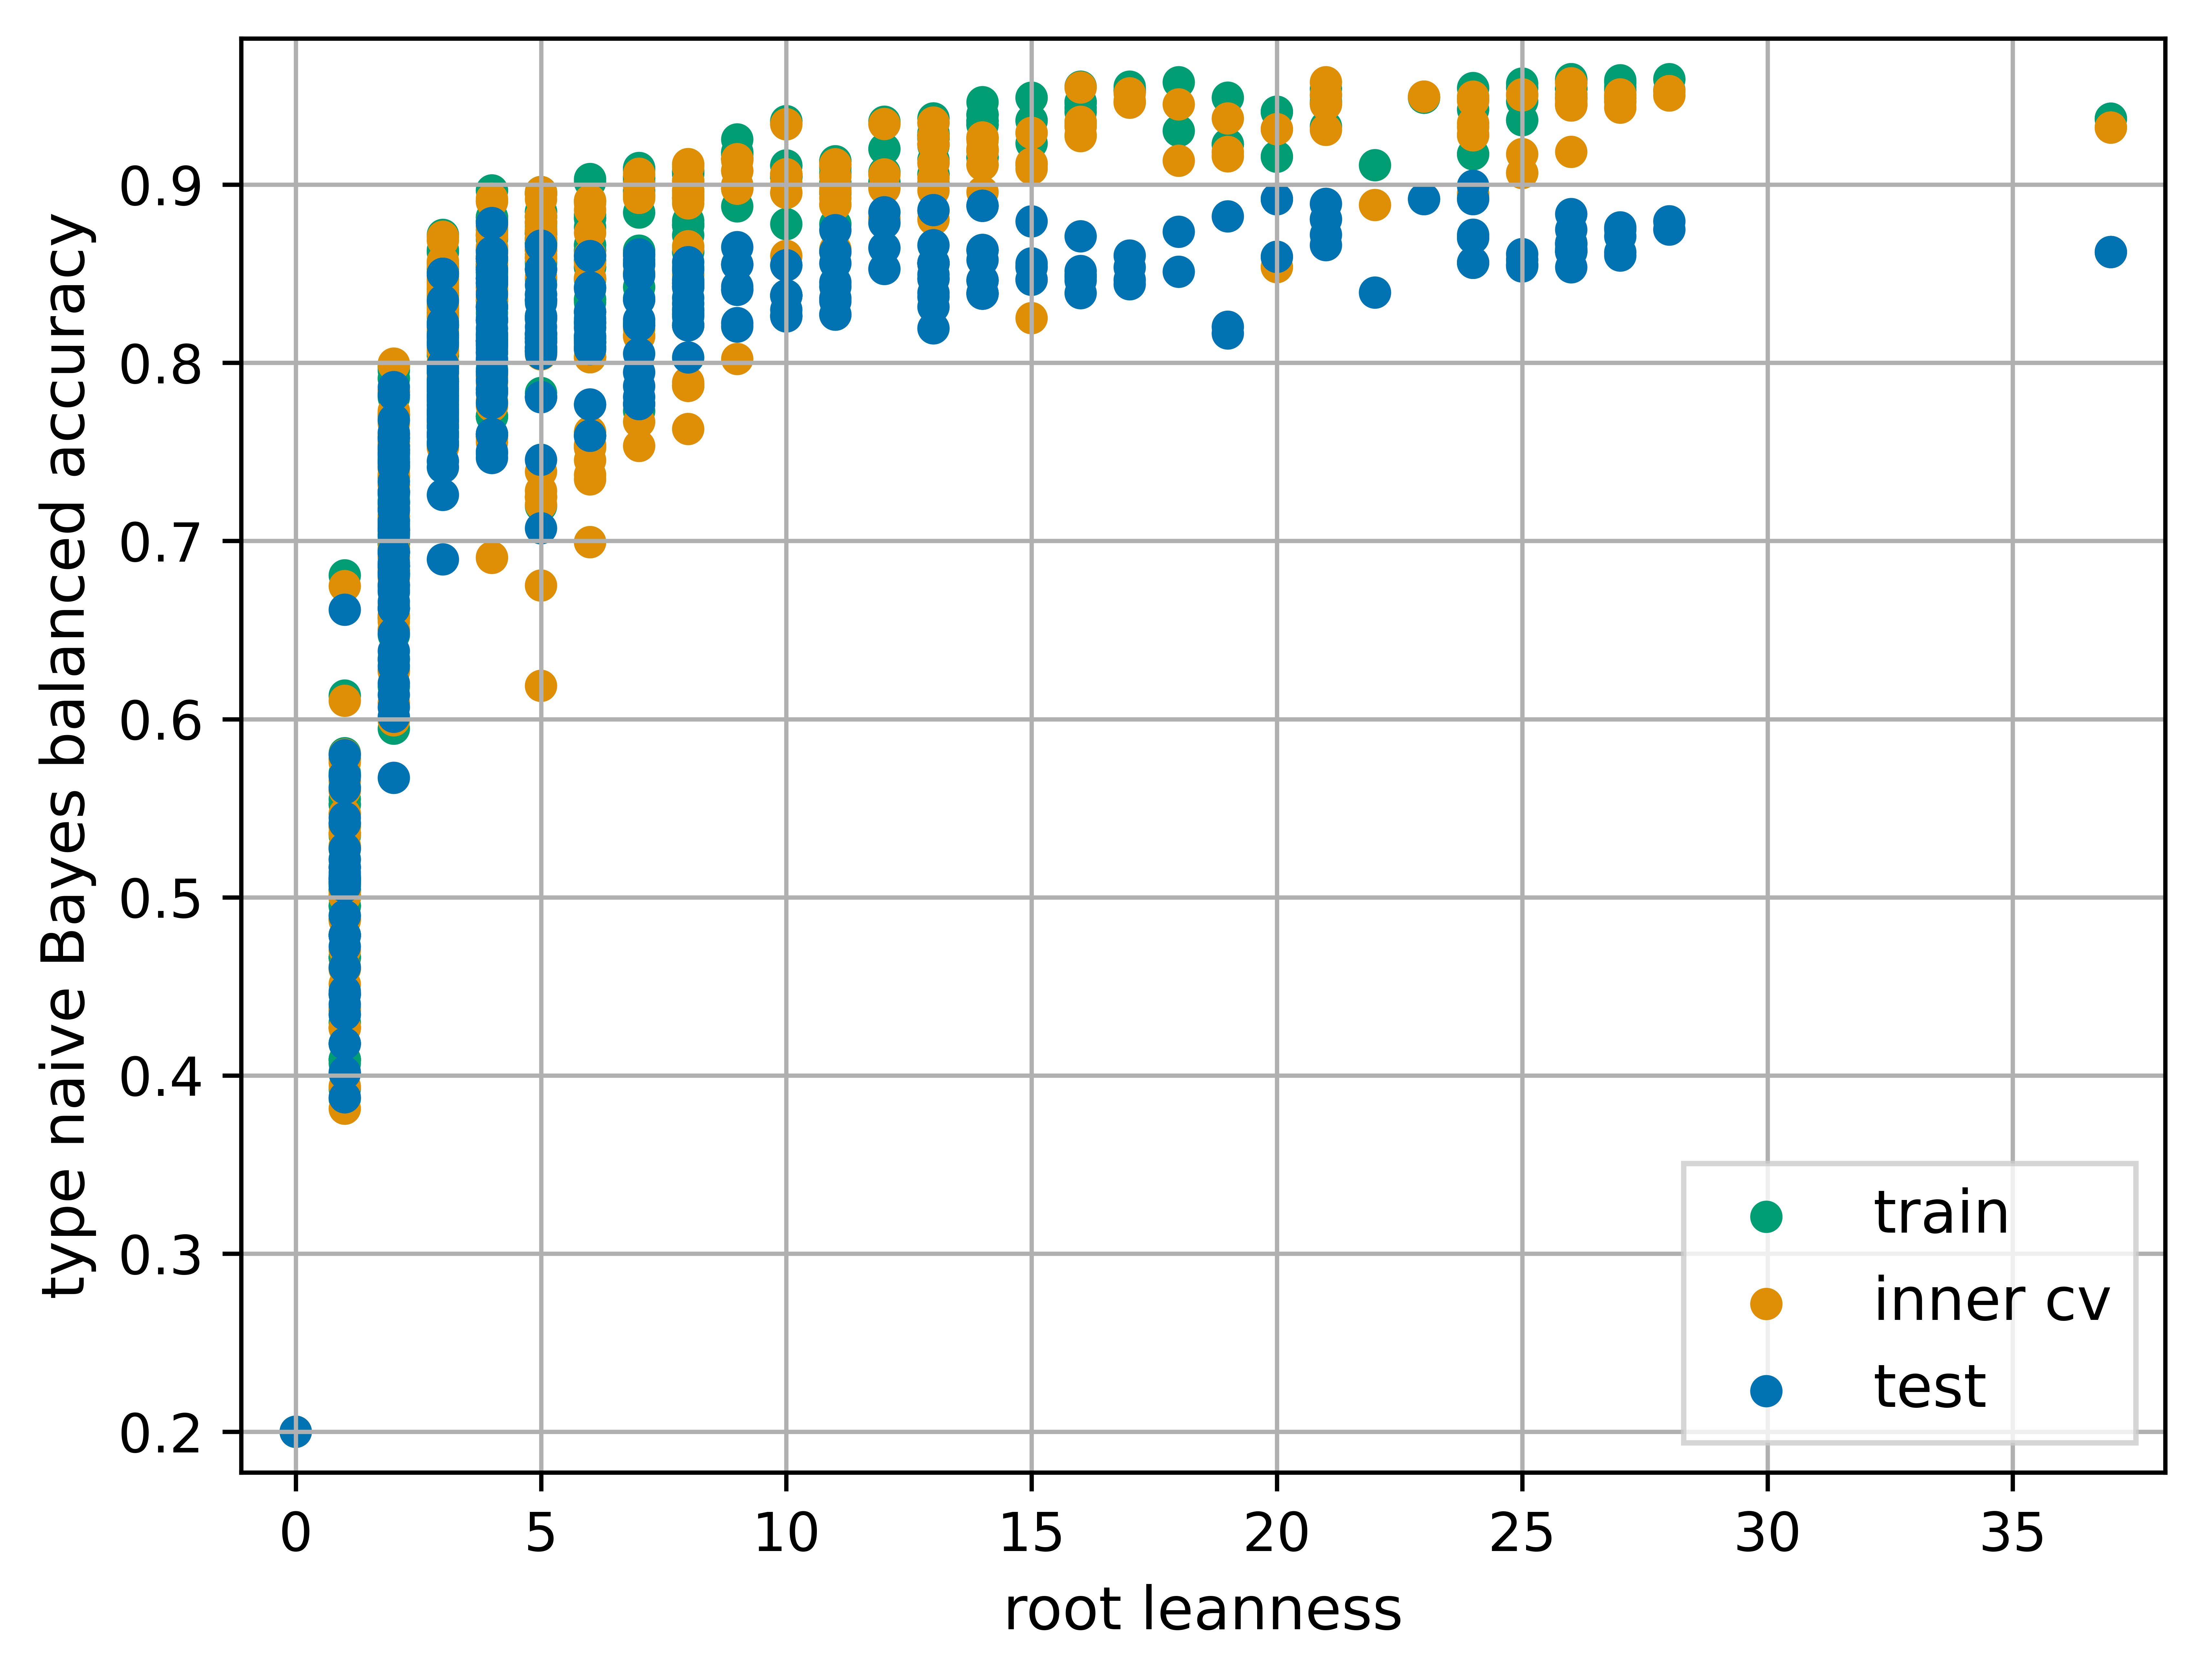 type naive Bayes balanced accuracy
0.9
0.8
0.7
0.6
0.5
0.4
0.3
0.2
train
inner cv
test
0 5 10 15 20 25 30 35
root leanness